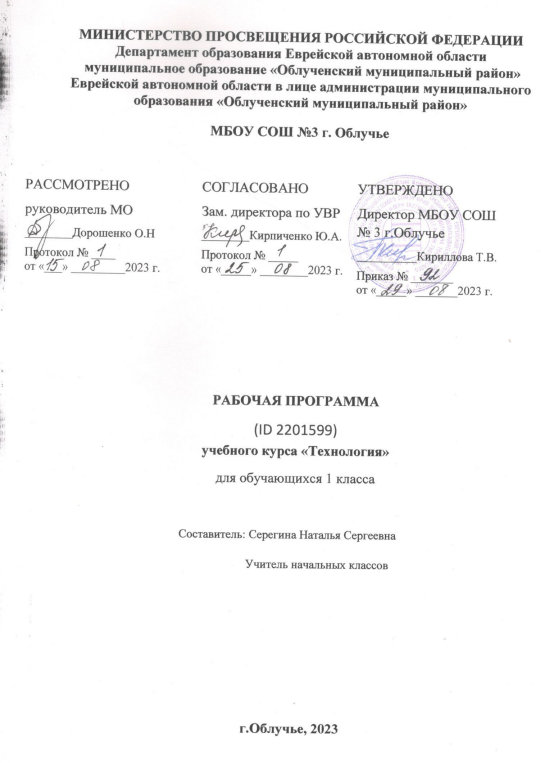 МИНИСТЕРСТВО ПРОСВЕЩЕНИЯ РОССИЙСКОЙ ФЕДЕРАЦИИ
Департамент образования Еврейской автономной области
муниципальное образование «Облученский муниципальный район»
Еврейской автономной области в лице администрации муниципального
образования «Облученский муниципальный район»
МБОУ СОШ №3 г. Облучье
РАССМОТРЕНО
руководитель МО
Дорошенко О.Н
Протокол № 1
от «15» 08 2023 г.
СОГЛАСОВАНО
Зам. директора по УВР
Кирпиченко Ю.А.
Протокол № 1
от «25» 08 2023 г.
УТВЕРЖДЕНО
Директор МБОУ СОШ
№ 3 г.Облучье
Кириллова Т.В.
Приказ № 92
от «29» 08 2023 г.
РАБОЧАЯ ПРОГРАММА
(ID 2201599)
учебного курса «Технология»
для обучающихся 1 класса
Составитель: Серегина Наталья Сергеевна
Учитель начальных классов
г.Облучье, 2023